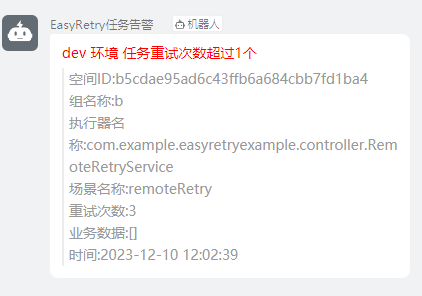 EasyRetry任务告警 机器人
dev 环境 任务重试次数超过1个
空间ID:b5cdae95ad6c43ffb6a684cbb7fd1ba4
组名称:b
执行器名
称:com.example.easyretryexample.controller.Rem
oteRetryService
场景名称:remoteRetry
重试次数:3
业务数据:[]
时间:2023-12-10 12:02:39